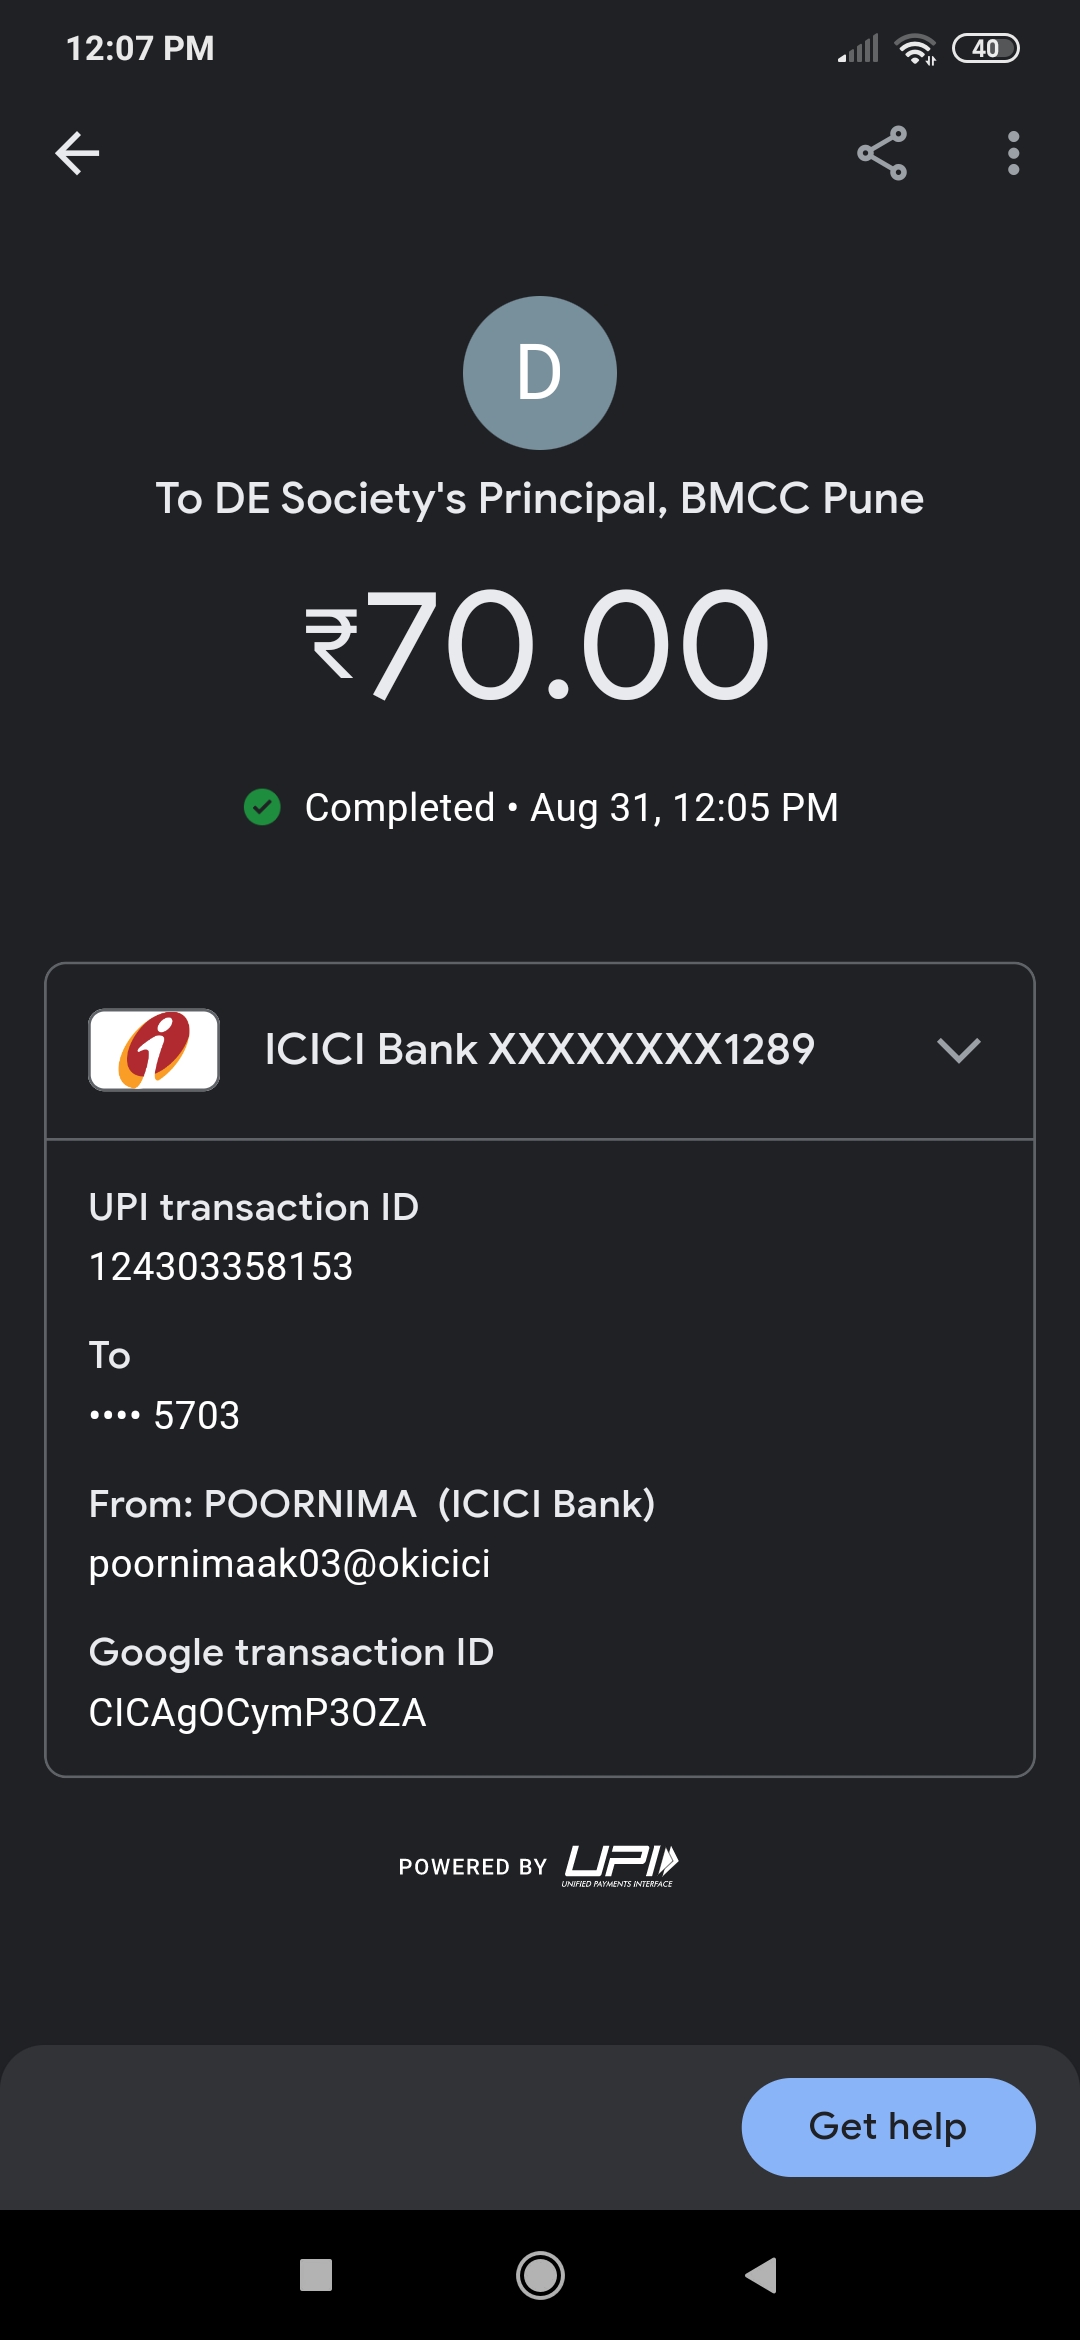 12:07 PM
40
D
To DE Society's Principal, BMCC Pune
₹70.00
Completed • Aug 31, 12:05 PM
ICICI Bank XXXXXXXX1289
UPI transaction ID
124303358153
To
•••• 5703
From: POORNIMA (ICICI Bank)
poornimaak03@okicici
Google transaction ID
CICAgOCymP3OZA
POWERED BY UPI
UNIFIED PAYMENTS INTERFACE
Get help